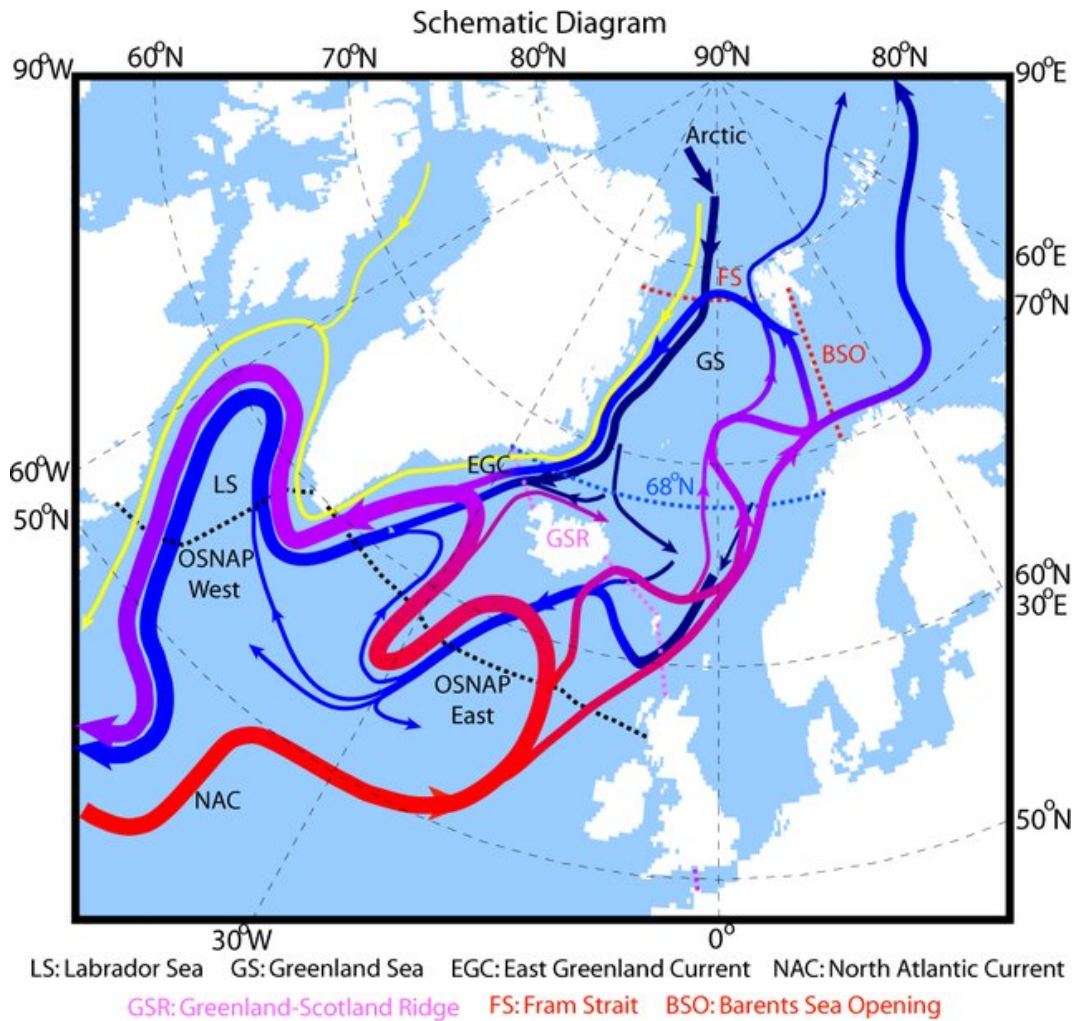 Schematic Diagram
60°N 70°N 80°N 90°N 80°N
90°W 90°E
Arctic
60°E
FS
70°N
GS BSO
60°W EGC
LS 68°N
50°N
GSR
OSNAP
West
60°N
30°E
OSNAP
East
NAC
50°N
30°W 0°
LS: Labrador Sea GS: Greenland Sea EGC: East Greenland Current NAC: North Atlantic Current
GSR: Greenland-Scotland Ridge FS: Fram Strait BSO: Barents Sea Opening